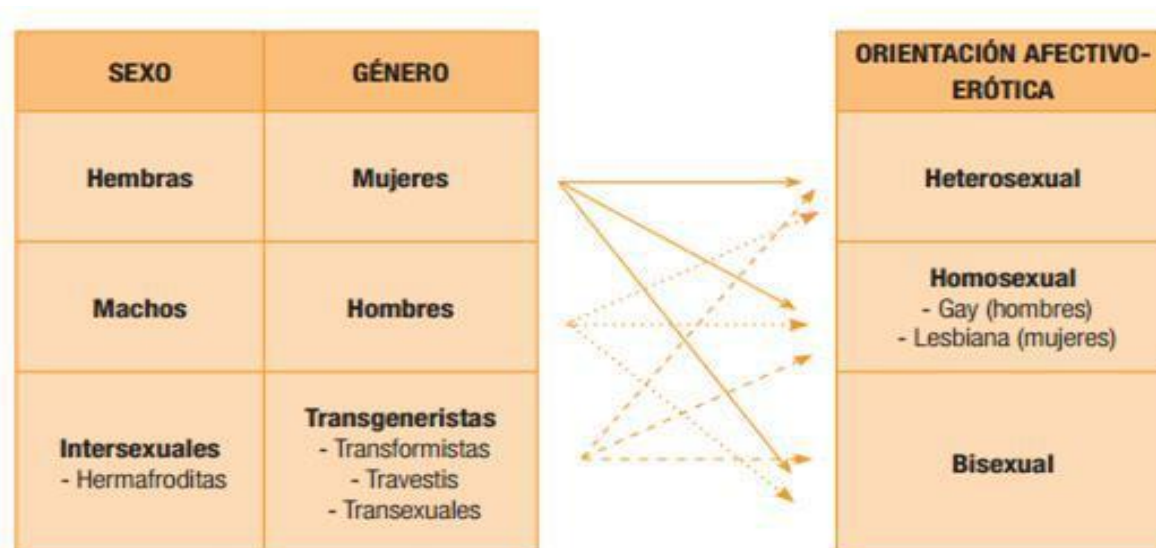 SEXO
GÉNERO
ORIENTACIÓN AFECTIVO-
ERÓTICA
Hembras
Mujeres
Heterosexual
Machos
Hombres
Homosexual
- Gay (hombres)
- Lesbiana (mujeres)
Intersexuales
- Hermafroditas
Transgeneristas
- Transformistas
- Travestis
- Transexuales
Bisexual